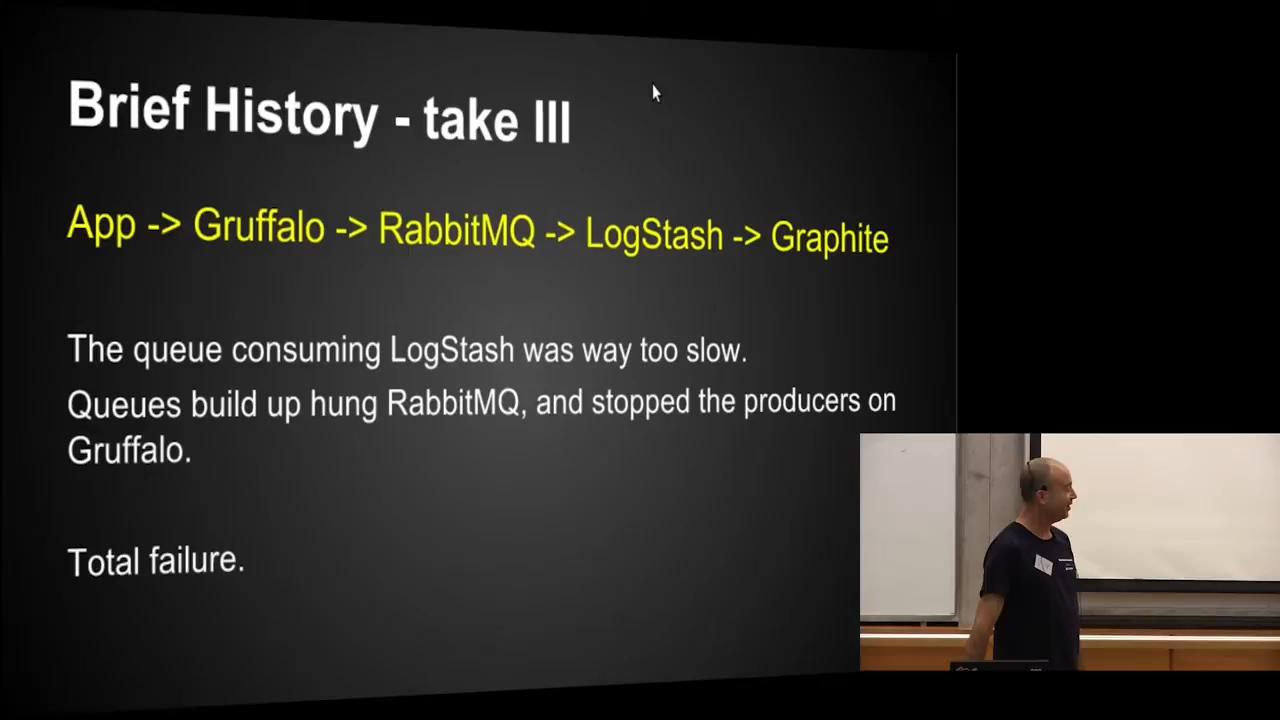 Brief History - take III
App -> Gruffalo -> RabbitMQ -> LogStash -> Graphite
The queue consuming LogStash was way too slow.
Queues build up hung RabbitMQ, and stopped the producers on
Gruffalo.
Total failure.